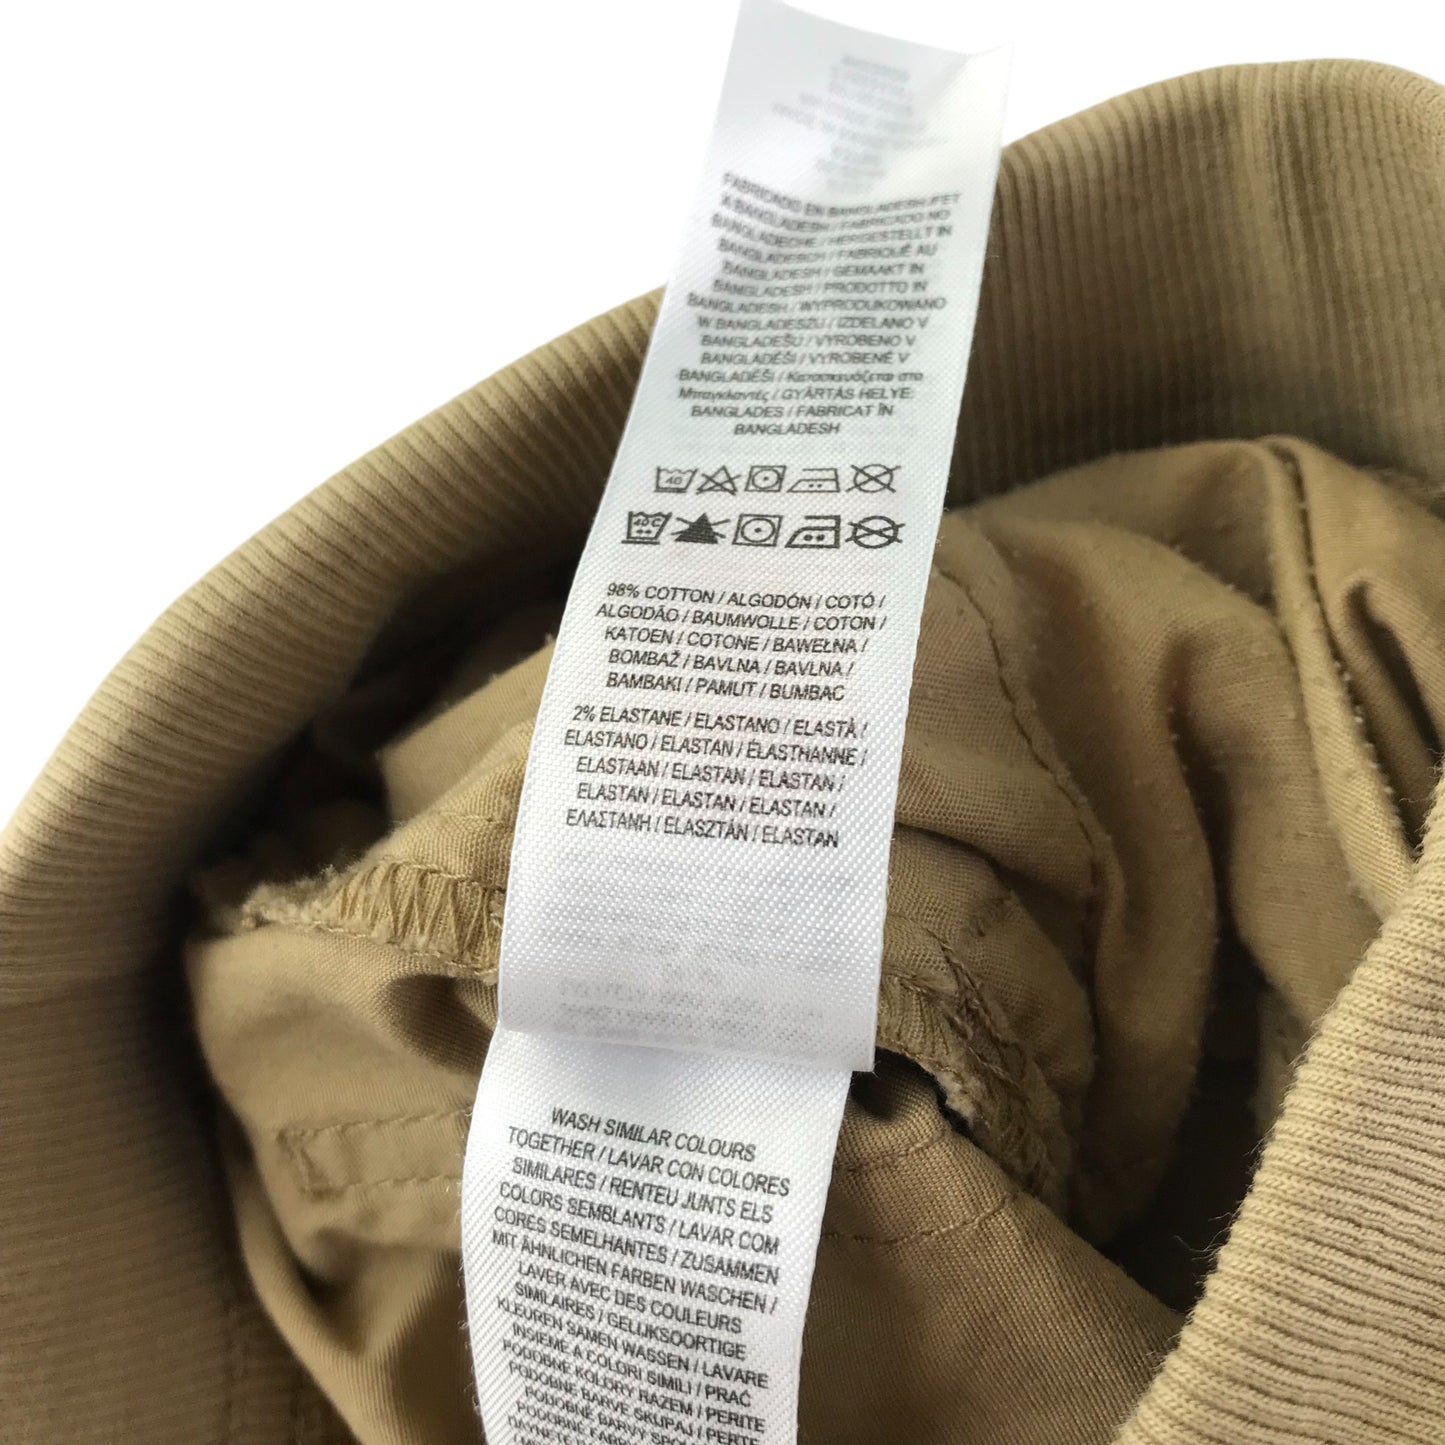 FABRICADO EN BANGLADESH / FET
A BANGLADESH / FABRICADO NO
BANGLADECHE / HERGESTELLT IN
BANGLADESCH / FABRIQUÉ AU
BANGLADESH / GEMAAKT IN
BANGLADESH / PRODOTTO IN
BANGLADESH / WYPRODUKOWANO
W BANGLADESZU / IZDELANO V
BANGLADEŠU / VYROBENO V
BANGLADÉŠI / VYROBENÉ V
BANGLADÉŠI / Κατασκευάζεται στο
Μπαγκλαντές / GYÁRTÁS HELYE:
BANGLADES / FABRICAT ÎN
BANGLADESH
40
40C
98% COTTON / ALGODÓN / COTÓ /
ALGODÃO / BAUMWOLLE / COTON /
KATOEN / COTONE / BAWEŁNA /
BOMBAŽ / BAVLNA / BAVLNA /
BAMBAKI / PAMUT / BUMBAC
2% ELASTANE / ELASTANO / ELASTÀ /
ELASTANO / ELASTAN / ELASTHANNE /
ELASTAAN / ELASTAN / ELASTAN /
ELASTAN / ELASTAN / ELASTAN /
ΕΛΑΣΤΑΝΗ / ELASZTÁN / ELASTAN
WASH SIMILAR COLOURS
TOGETHER / LAVAR CON COLORES
SIMILARES / RENTEU JUNTS ELS
COLORS SEMBLANTS / LAVAR COM
CORES SEMELHANTES / ZUSAMMEN
MIT ÄHNLICHEN FARBEN WASCHEN /
LAVER AVEC DES COULEURS
SIMILAIRES / GELIJKSOORTIGE
KLEUREN SAMEN WASSEN / LAVARE
INSIEME A COLORI SIMILI / PRAĆ
PODOBNE KOLORY RAZEM / PERITE
PODOBNE BARVE SKUPAJ / PERTE
PODOBNÉ BARVY